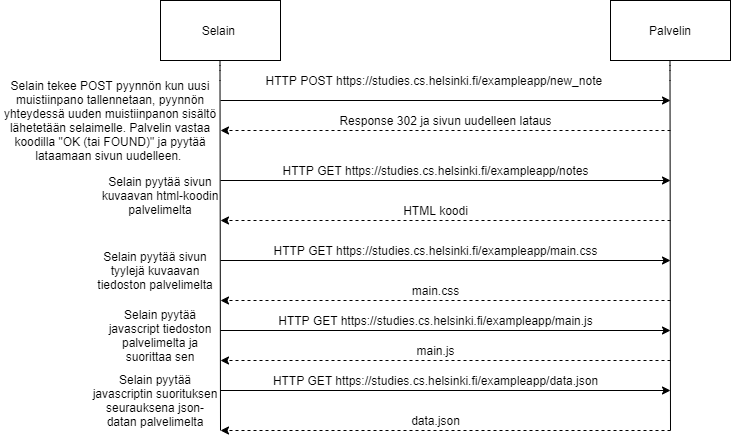 Selain
Palvelin
Selain tekee POST pyynnön kun uusi
muistiinpano tallennetaan, pyynnön
yhteydessä uuden muistiinpanon sisältö
lähetetään selaimelle. Palvelin vastaa
koodilla "OK (tai FOUND)" ja pyytää
lataamaan sivun uudelleen.
HTTP POST https://studies.cs.helsinki.fi/exampleapp/new_note
Response 302 ja sivun uudelleen lataus
Selain pyytää sivun
kuvaavan html-koodin
palvelimelta
HTTP GET https://studies.cs.helsinki.fi/exampleapp/notes
HTML koodi
Selain pyytää sivun
tyylejä kuvaavan
tiedoston palvelimelta
HTTP GET https://studies.cs.helsinki.fi/exampleapp/main.css
main.css
Selain pyytää
javascript tiedoston
palvelimelta ja
suorittaa sen
HTTP GET https://studies.cs.helsinki.fi/exampleapp/main.js
main.js
Selain pyytää
javascriptin suorituksen
seurauksena json-
datan palvelimelta
HTTP GET https://studies.cs.helsinki.fi/exampleapp/data.json
data.json